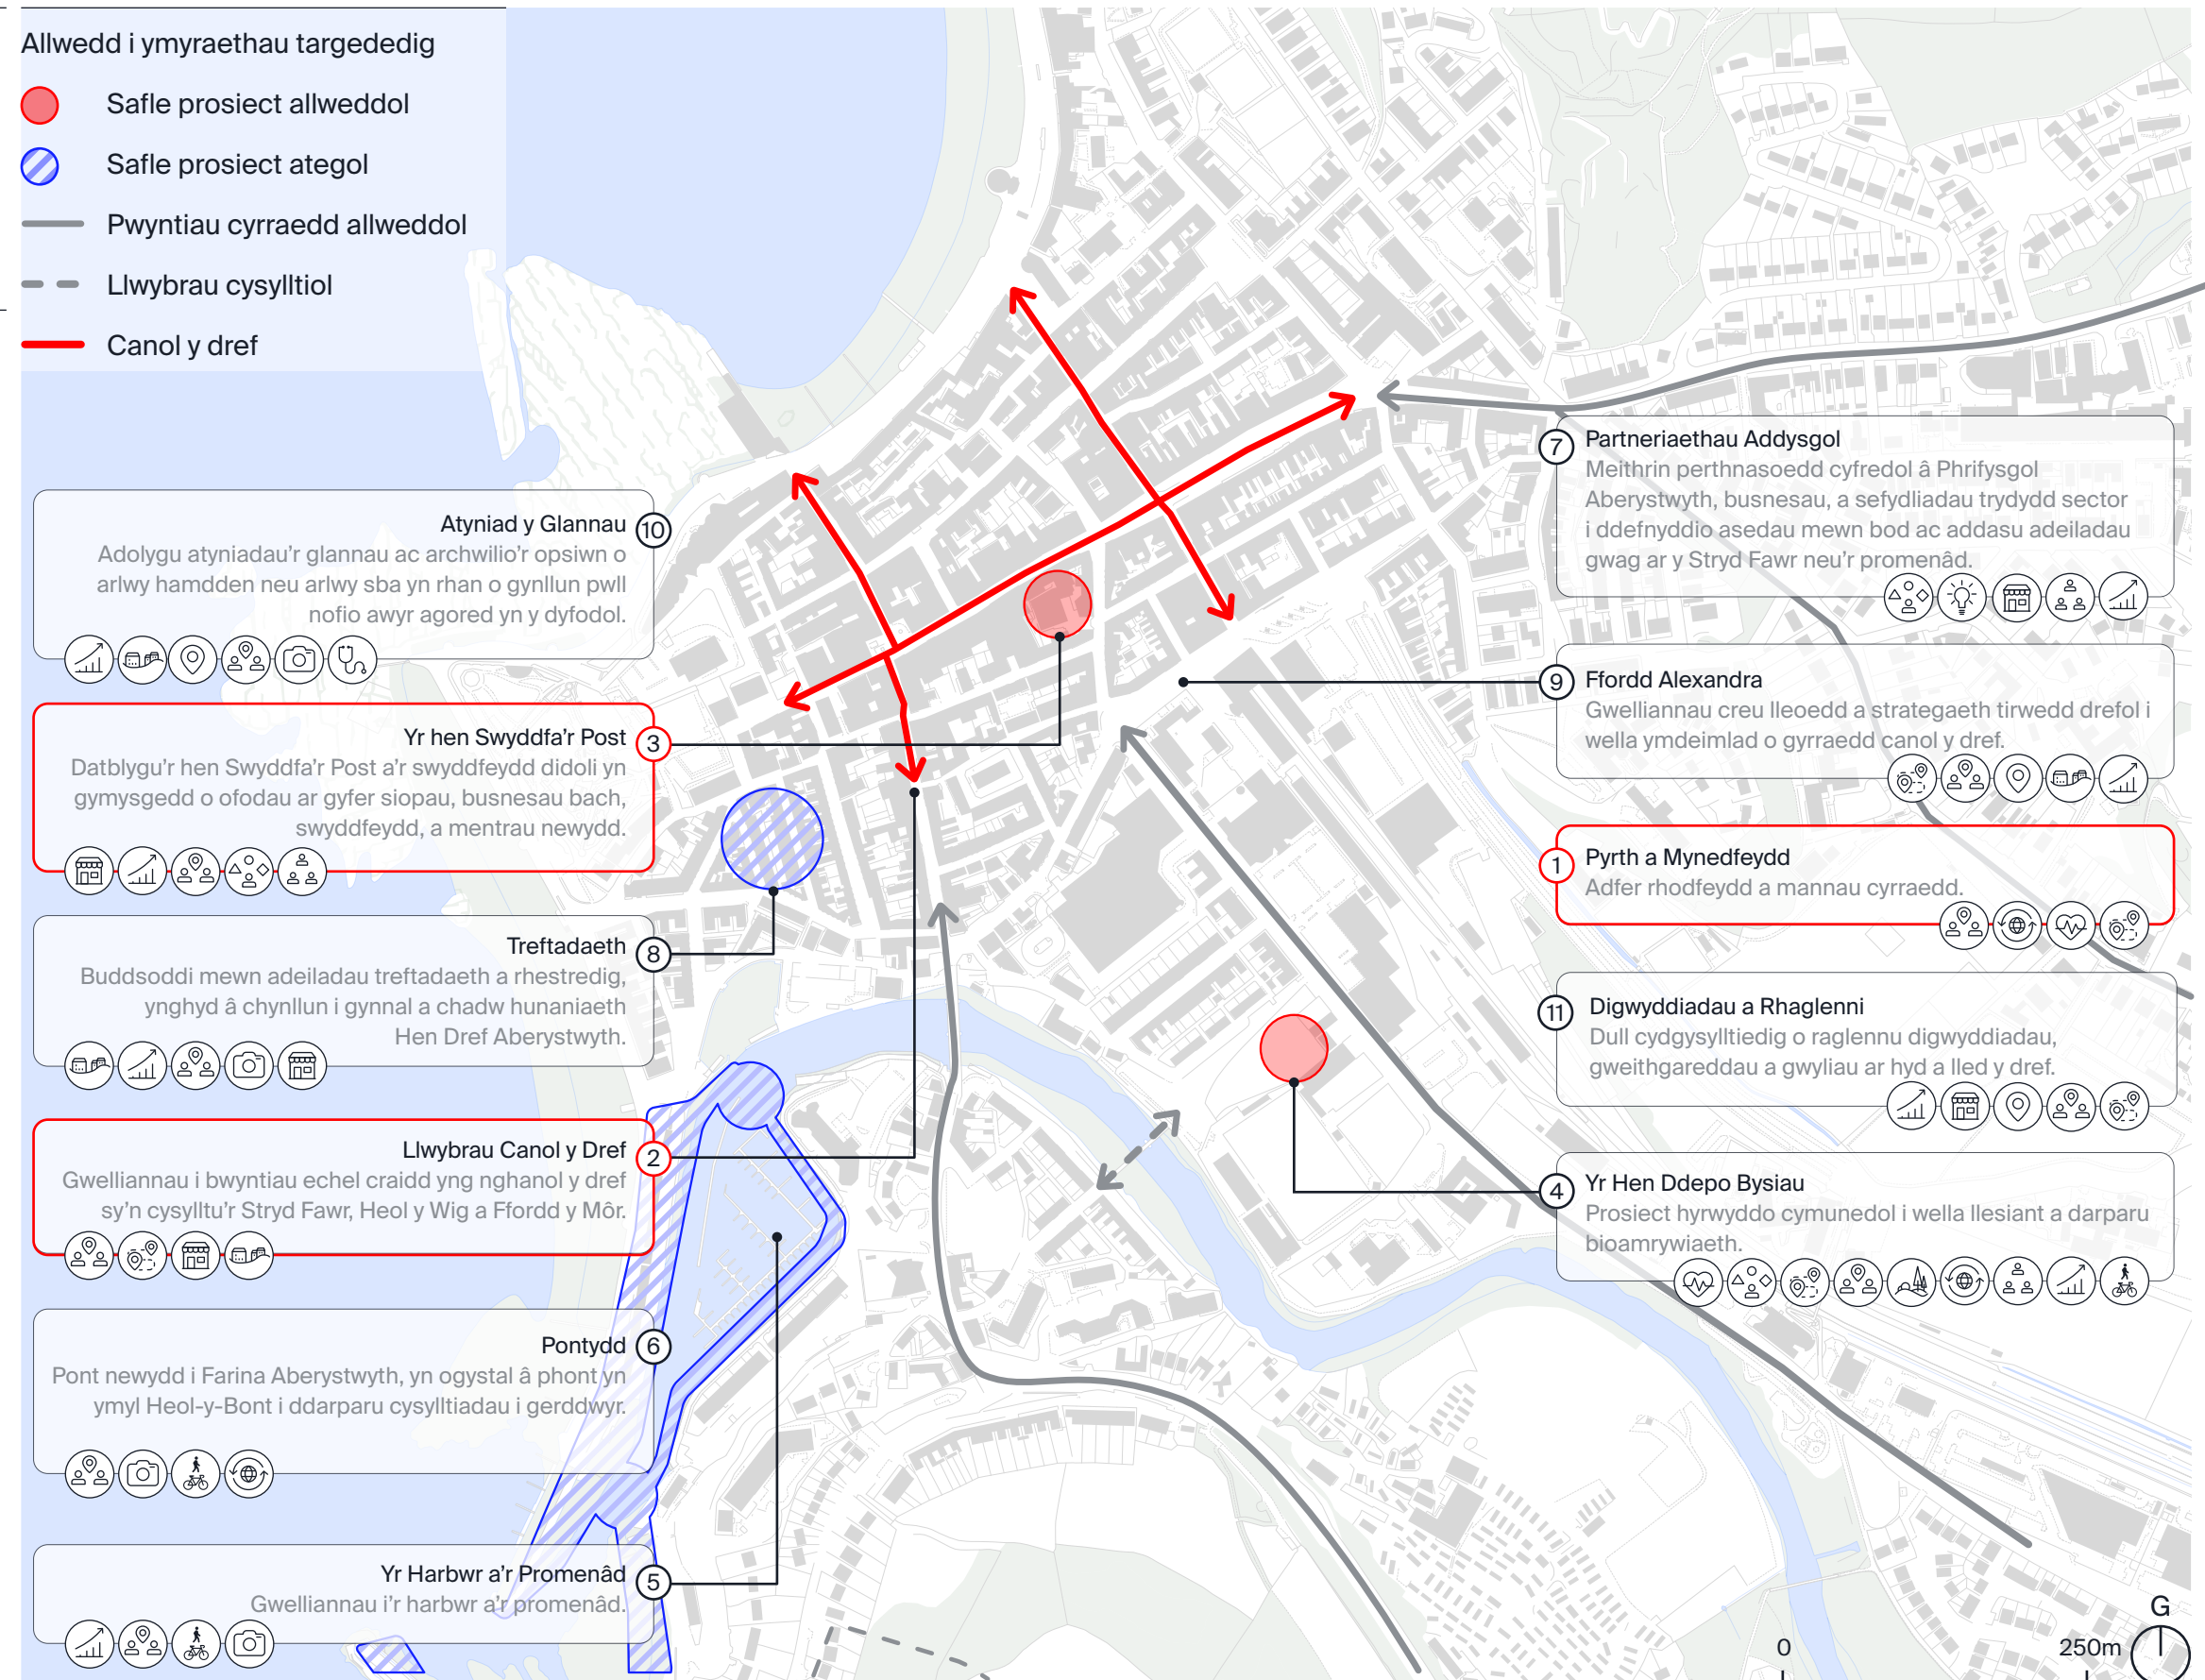 Allwedd i ymyraethau targededig
Safle prosiect allweddol
Safle prosiect ategol
Pwyntiau cyrraedd allweddol
Llwybrau cysylltiol
Canol y dref
Atyniad y Glannau 10
Adolygu atyniadau'r glannau ac archwilio'r opsiwn o
arlwy hamdden neu arlwy sba yn rhan o gynllun pwll
nofio awyr agored yn y dyfodol.
Yr hen Swyddfa'r Post 3
Datblygu'r hen Swyddfa'r Post a'r swyddfeydd didoli yn
gymysgedd o ofodau ar gyfer siopau, busnesau bach,
swyddfeydd, a mentrau newydd.
Treftadaeth 8
Buddsoddi mewn adeiladau treftadaeth a rhestredig,
ynghyd â chynllun i gynnal a chadw hunaniaeth
Hen Dref Aberystwyth.
Llwybrau Canol y Dref 2
Gwelliannau i bwyntiau echel craidd yng nghanol y dref
sy'n cysylltu'r Stryd Fawr, Heol y Wig a Ffordd y Môr.
Pontydd 6
Pont newydd i Farina Aberystwyth, yn ogystal â phont yn
ymyl Heol-y-Bont i ddarparu cysylltiadau i gerddwyr.
Yr Harbwr a'r Promenâd 5
Gwelliannau i'r harbwr a'r promenâd.
7 Partneriaethau Addysgol
Meithrin perthnasoedd cyfredol â Phrifysgol
Aberystwyth, busnesau, a sefydliadau trydydd sector
i ddefnyddio asedau mewn bod ac addasu adeiladau
gwag ar y Stryd Fawr neu'r promenâd.
9 Ffordd Alexandra
Gwelliannau creu lleoedd a strategaeth tirwedd drefol i
wella ymdeimlad o gyrraedd canol y dref.
1 Pyrth a Mynedfeydd
Adfer rhodfeydd a mannau cyrraedd.
11 Digwyddiadau a Rhaglenni
Dull cydgysylltiedig o raglennu digwyddiadau,
gweithgareddau a gwyliau ar hyd a lled y dref.
4 Yr Hen Ddepo Bysiau
Prosiect hyrwyddo cymunedol i wella llesiant a darparu
bioamrywiaeth.
G
0 250m